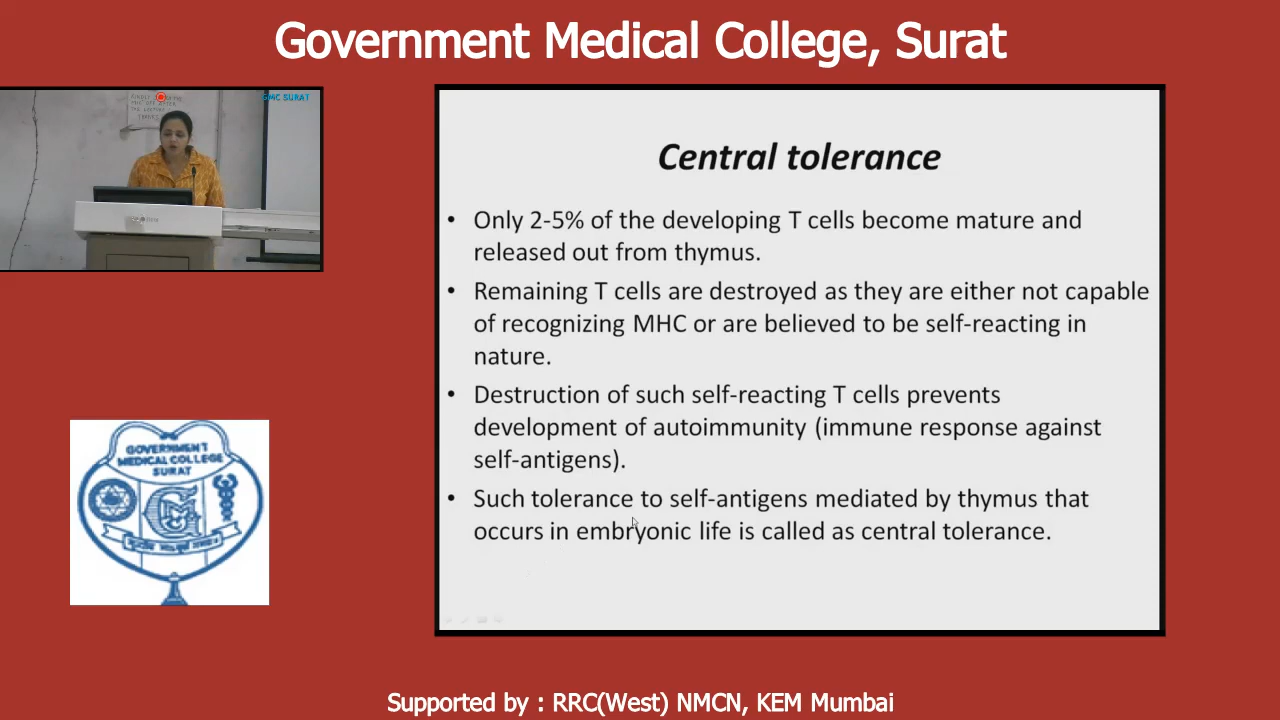 Government Medical College, Surat
GMC SURAT
Central tolerance
• Only 2-5% of the developing T cells become mature and
released out from thymus.
• Remaining T cells are destroyed as they are either not capable
of recognizing MHC or are believed to be self-reacting in
nature.
• Destruction of such self-reacting T cells prevents
development of autoimmunity (immune response against
self-antigens).
• Such tolerance to self-antigens mediated by thymus that
occurs in embryonic life is called as central tolerance.
GOVERNMENT
MEDICAL COLLEGE
SURAT
Supported by : RRC(West) NMCN, KEM Mumbai